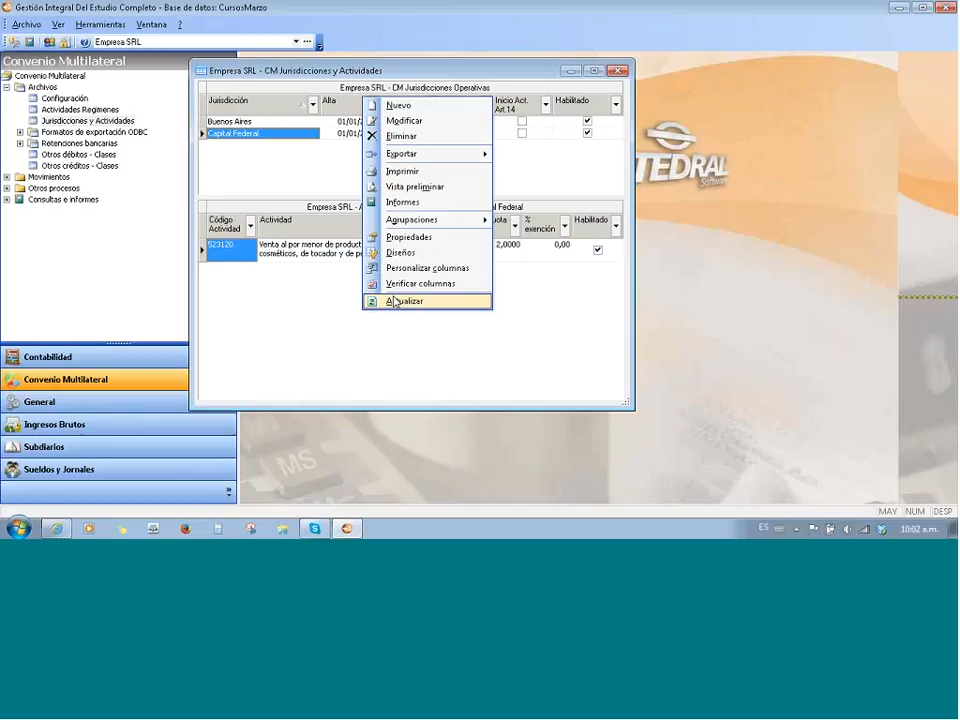 Gestión Integral Del Estudio Completo - Base de datos: CursosMarzo
Archivo Ver Herramientas Ventana ?
Empresa SRL
Convenio Multilateral
Convenio Multilateral
Archivos
Configuración
Actividades Regimenes
Jurisdicciones y Actividades
Formatos de exportación ODBC
Retenciones bancarias
Otros débitos - Clases
Otros créditos - Clases
Movimientos
Otros procesos
Consultas e informes
Contabilidad
Convenio Multilateral
General
Ingresos Brutos
Subdiarios
Sueldos y Jornales
Empresa SRL - CM Jurisdicciones y Actividades
Empresa SRL - CM Jurisdicciones Operativas
Jurisdicción Alta Inicio Act. Art.14 Habilitado
Buenos Aires 01/01/
Capital Federal 01/01/
Empresa SRL - Federal
Código Actividad Actividad % exención Habilitado
523120 Venta al por menor de product 2,0000 0,00
cosméticos, de tocador y de pe
Nuevo
Modificar
Eliminar
Exportar
Imprimir
Vista preliminar
Informes
Agrupaciones
Propiedades
Diseños
Personalizar columnas
Verificar columnas
Actualizar
TEDRAL
Software
MS
MAY NUM DESP
ES 10:02 a.m.